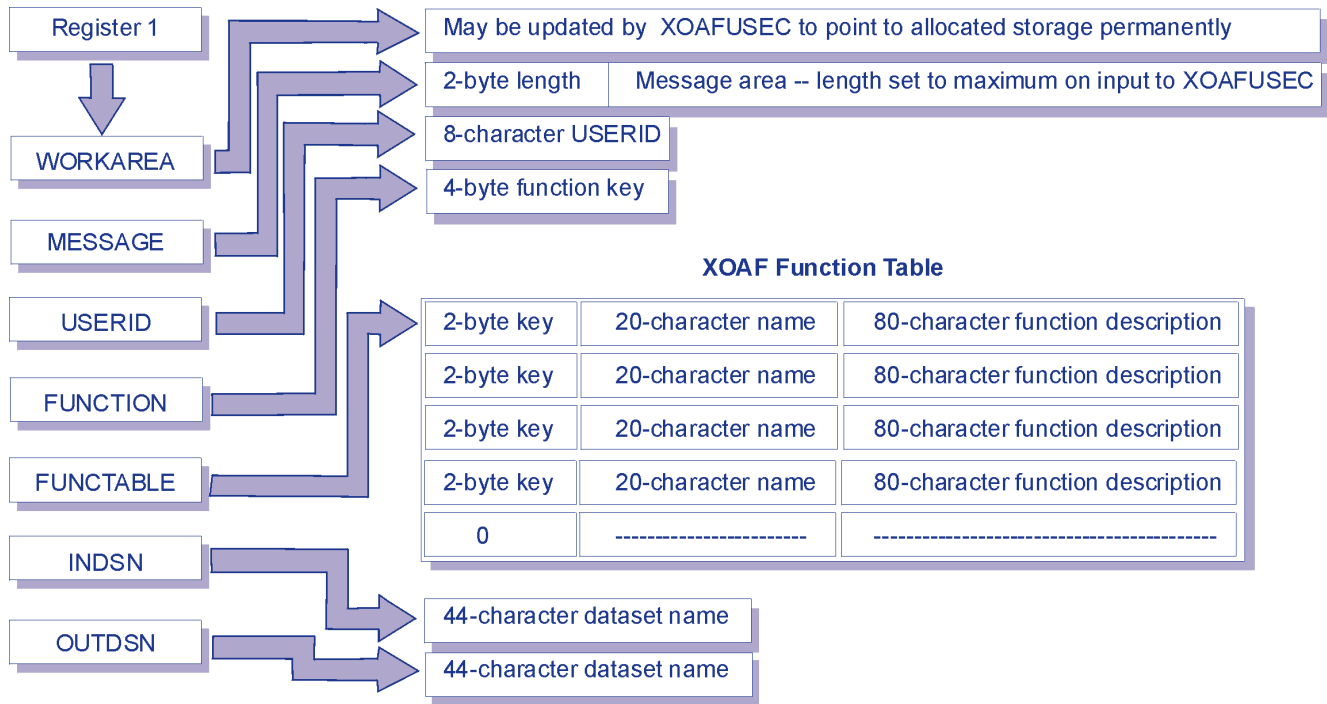 Register 1
May be updated by XOAFUSEC to point to allocated storage permanently
2-byte length
Message area -- length set to maximum on input to XOAFUSEC
8-character USERID
WORKAREA
4-byte function key
MESSAGE
XOAF Function Table
USERID
2-byte key
20-character name
80-character function description
2-byte key
20-character name
80-character function description
FUNCTION
2-byte key
20-character name
80-character function description
FUNCTABLE
2-byte key
20-character name
80-character function description
0
------------------------
-------------------------------------------
INDSN
44-character dataset name
OUTDSN
44-character dataset name